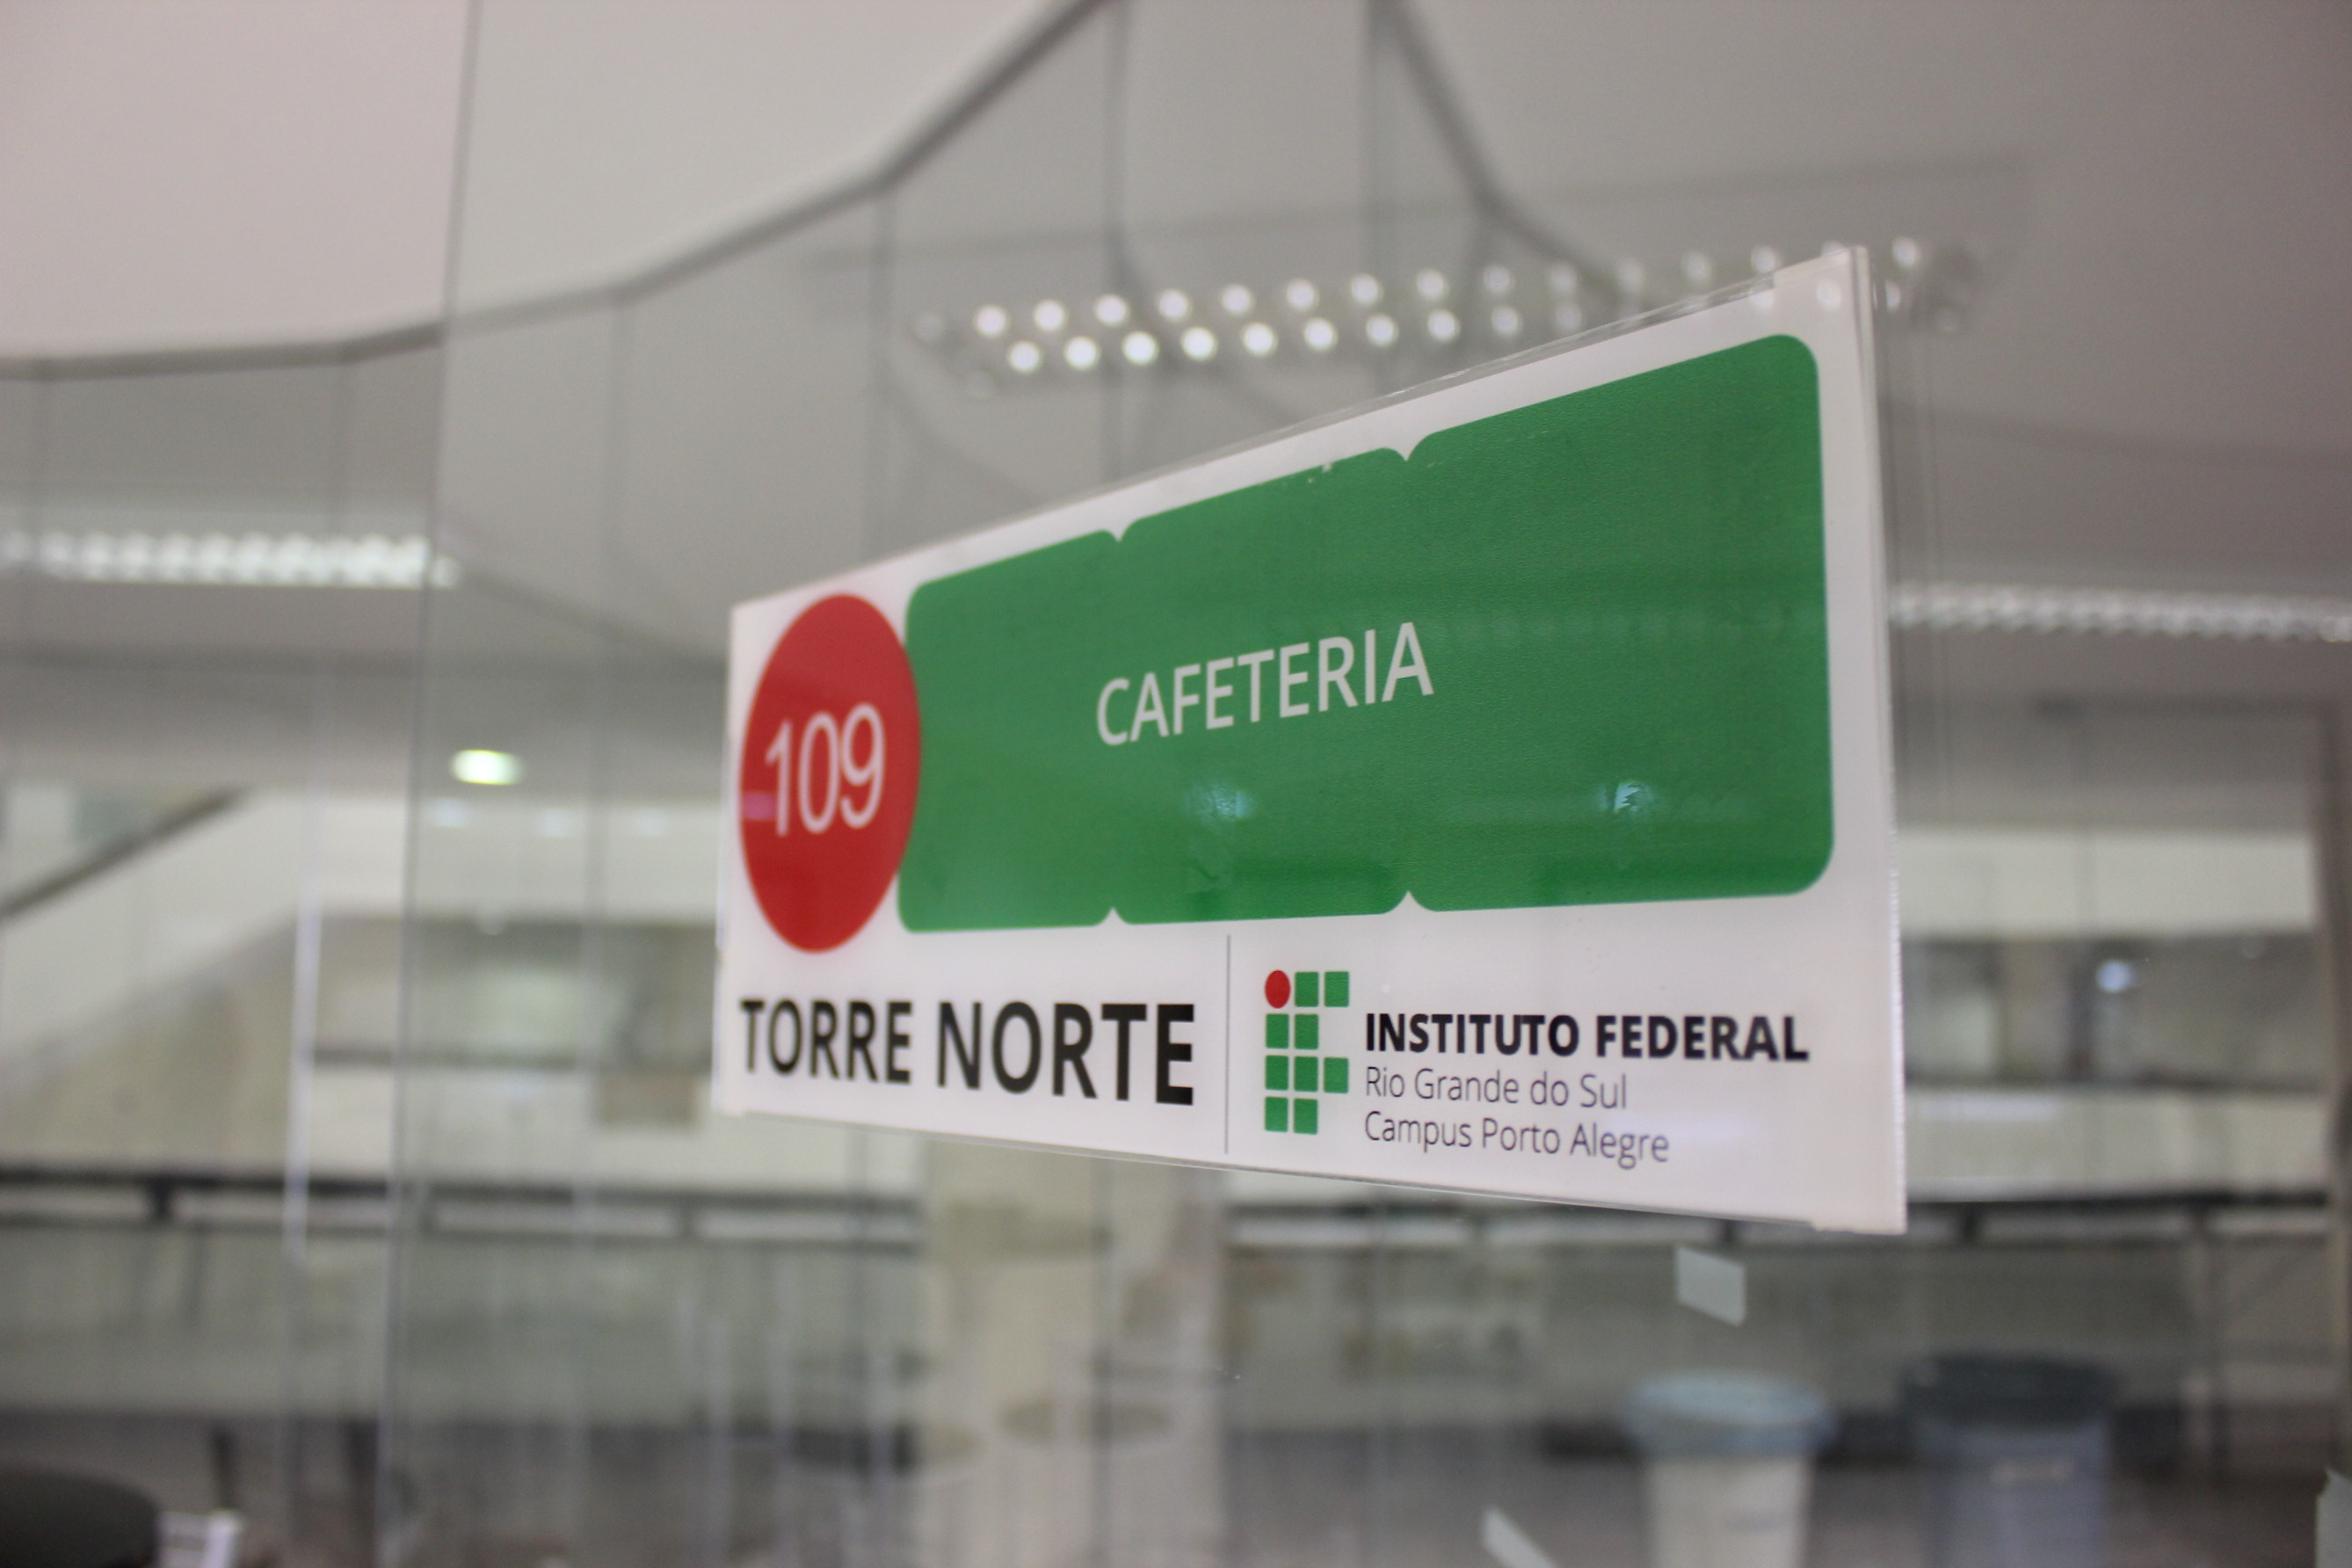 109
CAFETERIA
TORRE NORTE
INSTITUTO FEDERAL
Rio Grande do Sul
Campus Porto Alegre